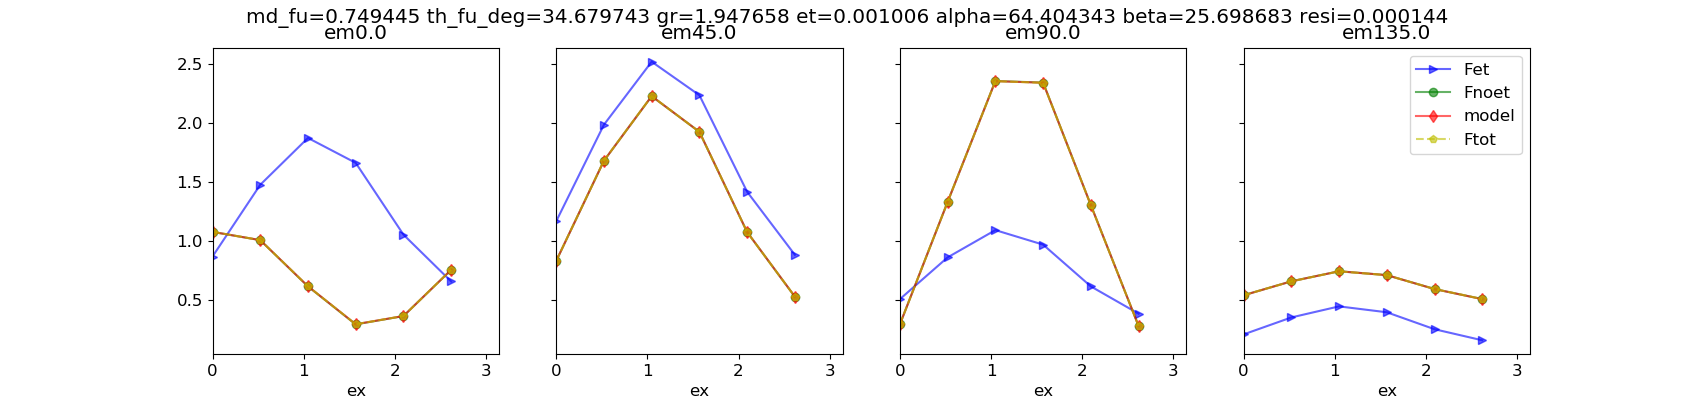 md_fu=0.749445 th_fu_deg=34.679743 gr=1.947658 et=0.001006 alpha=64.404343 beta=25.698683 resi=0.000144
em0.0
em45.0
em90.0
em135.0
2.5
2.0
1.5
1.0
0.5
Fet
Fnoet
model
Ftot
0 1 2 3
0 1 2 3
0 1 2 3
0 1 2 3
ex
ex
ex
ex